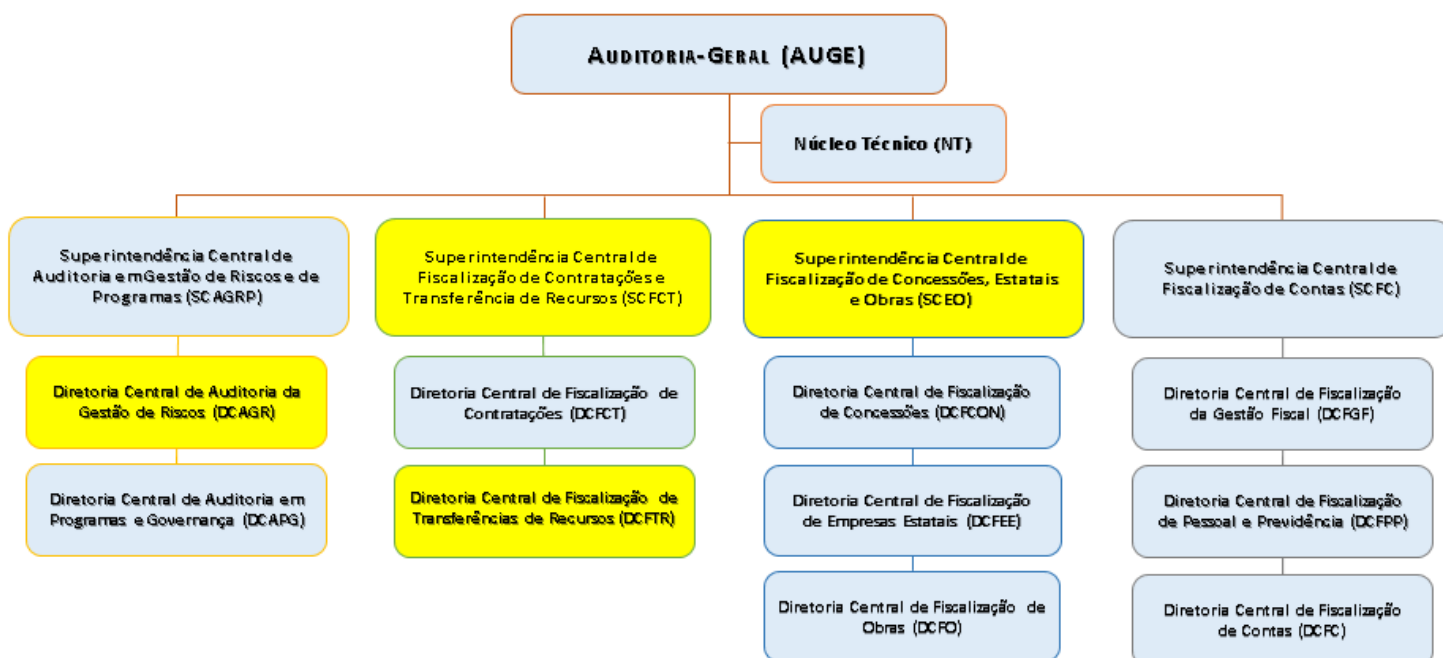 AUDITORIA-GERAL (AUGE)
Núcleo Técnico (NT)
Superintendência Central de
Auditoria em Gestão de Riscos e de
Programas (SCAGRP)
Diretoria Central de Auditoria da
Gestão de Riscos (DCAGR)
Diretoria Central de Auditoria em
Programas e Governança (DCAPG)
Superintendência Central de
Fiscalização de Contratações e
Transferência de Recursos (SCFCT)
Diretoria Central de Fiscalização de
Contratações (DCFCT)
Diretoria Central de Fiscalização de
Transferências de Recursos (DCFTR)
Superintendência Central de
Fiscalização de Concessões, Estatais
e Obras (SCEO)
Diretoria Central de Fiscalização
de Concessões (DCFCON)
Diretoria Central de Fiscalização
de Empresas Estatais (DCFEE)
Diretoria Central de Fiscalização de
Obras (DCFO)
Superintendência Central de
Fiscalização de Contas (SCFC)
Diretoria Central de Fiscalização
da Gestão Fiscal (DCFGF)
Diretoria Central de Fiscalização
de Pessoal e Previdência (DCFPP)
Diretoria Central de Fiscalização
de Contas (DCFC)